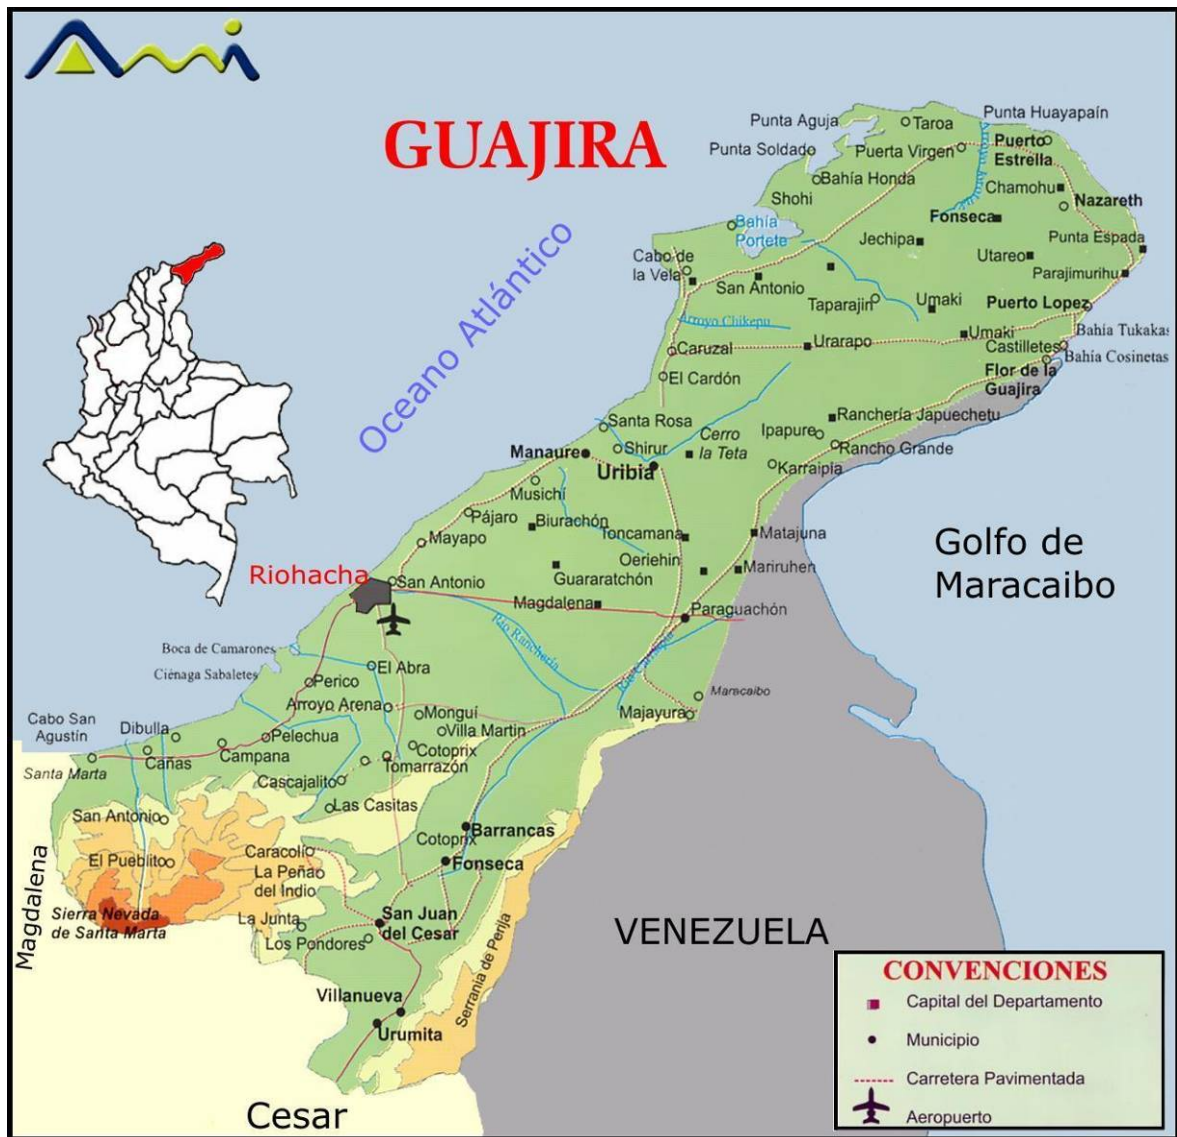 Ami
GUAJIRA
Oceano Atlántico
Punta Aguja
Taroa
Punta Huayapaín
Punta Soldado
Puerta Virgen
Puerto
Estrella
Bahía Honda
Chamohu
Shohi
Nazareth
Fonseca
Bahía
Portete
Jechipa
Punta Espada
Utareo
Cabo de
la Vela
Parajimurihu
San Antonio
Taparajin
Umaki
Puerto Lopez
Arroyo Chikepu
Umaki
Bahía Tukakas
Caruzal
Urarapo
Castilletes
Bahía Cosinetas
El Cardón
Flor de la
Guajira
Santa Rosa
Ranchería Japuechetu
Cerro
la Teta
Ipapure
Manaure
Shirur
Rancho Grande
Uribia
Karraipia
Musichí
Pájaro
Biurachón
Mayapo
Toncamana
Matajuna
Oeriehin
Golfo de
Maracaibo
Mariruhen
Riohacha
San Antonio
Guararatchón
Magdalena
Paraguachón
Río Ranchería
Boca de Camarones
Ciénaga Sabaletes
El Abra
Perico
Maracaibo
Arroyo Arena
Monguí
Majayura
Cabo San
Agustín
Dibulla
Pelechua
Villa Martin
Cotoprix
Cañas
Campana
Tomarrazón
Santa Marta
Cascajalito
Las Casitas
San Antonio
Cotoprix
Barrancas
El Pueblito
Caracolío
Fonseca
La Peña
del Indio
Magdalena
Sierra Nevada
de Santa Marta
La Junta
San Juan
del Cesar
Los Pondores
Serrania de Perija
VENEZUELA
Villanueva
Urumita
Cesar
CONVENCIONES
Capital del Departamento
Municipio
Carretera Pavimentada
Aeropuerto